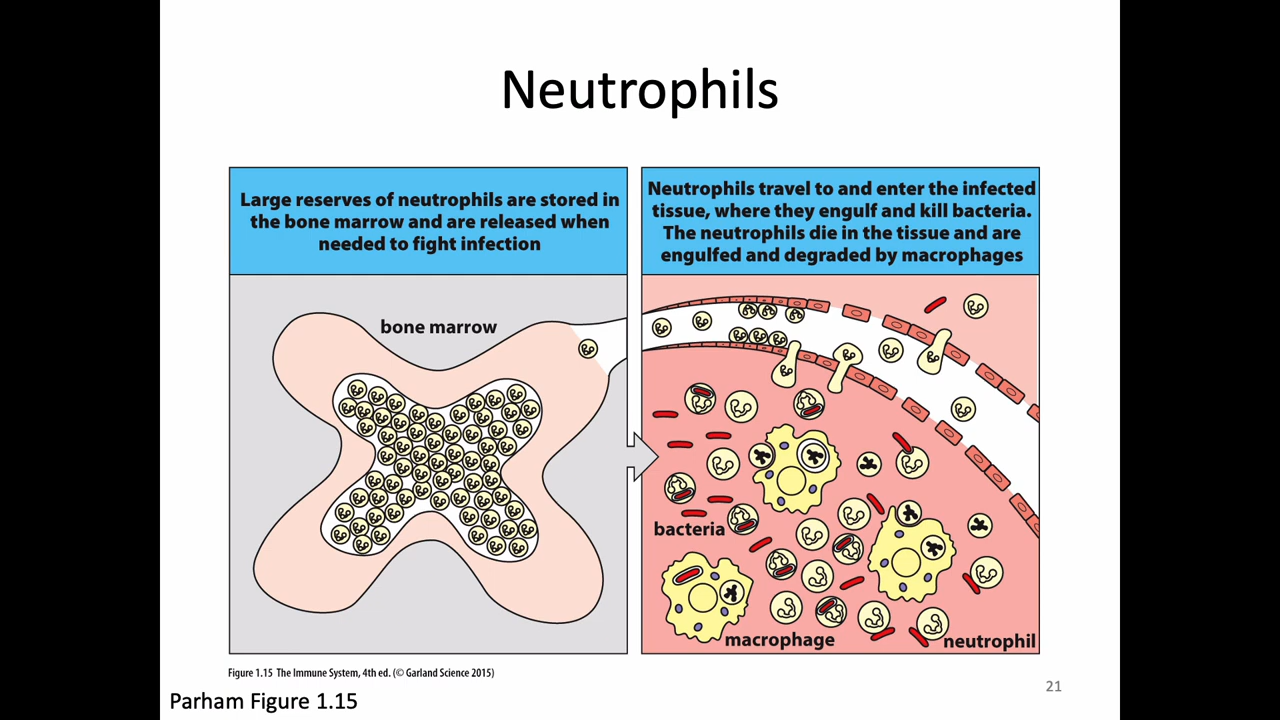 Neutrophils
Large reserves of neutrophils are stored in
the bone marrow and are released when
needed to fight infection
Neutrophils travel to and enter the infected
tissue, where they engulf and kill bacteria.
The neutrophils die in the tissue and are
engulfed and degraded by macrophages
bone marrow
bacteria
macrophage
neutrophil
Figure 1.15 The Immune System, 4th ed. (© Garland Science 2015)
Parham Figure 1.15
21